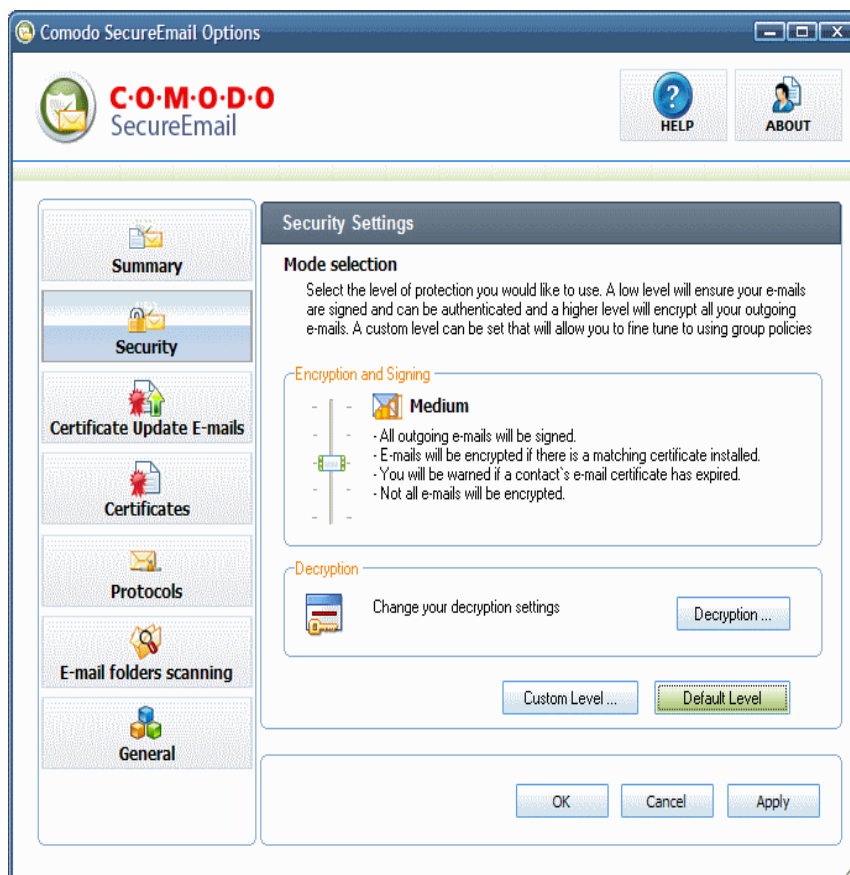 Comodo SecureEmail Options
C·O·M·O·D·O
SecureEmail
HELP
ABOUT
Summary
Security
Certificate Update E-mails
Certificates
Protocols
E-mail folders scanning
General
Security Settings
Mode selection
Select the level of protection you would like to use. A low level will ensure your e-mails
are signed and can be authenticated and a higher level will encrypt all your outgoing
e-mails. A custom level can be set that will allow you to fine tune to using group policies
Encryption and Signing
Medium
- All outgoing e-mails will be signed.
- E-mails will be encrypted if there is a matching certificate installed.
- You will be warned if a contact`s e-mail certificate has expired.
- Not all e-mails will be encrypted.
Decryption
Change your decryption settings
Decryption ...
Custom Level ...
Default Level
OK
Cancel
Apply